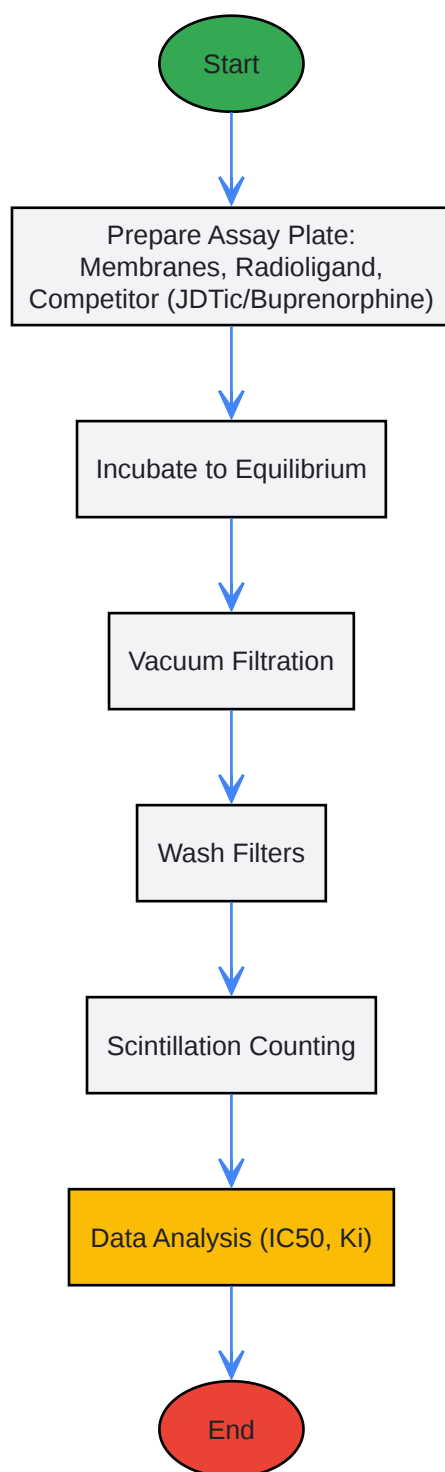 Start
Prepare Assay Plate:
Membranes, Radioligand,
Competitor (JDTic/Buprenorphine)
Incubate to Equilibrium
Vacuum Filtration
Wash Filters
Scintillation Counting
Data Analysis (IC50, Ki)
End